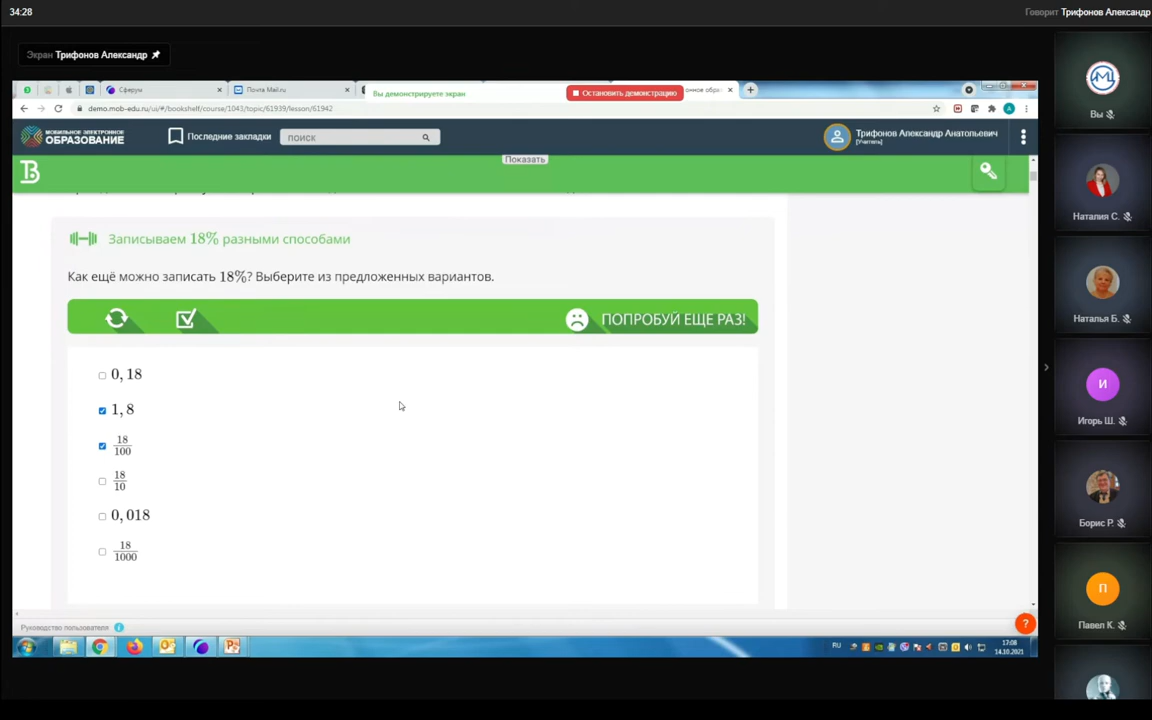 34:28
Говорит Трифонов Александр
Экран Трифонов Александр
Сферум
Почта Mail.ru
Вы демонстрируете экран
Остановить демонстрацию
demo.mob-edu.ru/ui/#/bookshelf/course/1043/topic/61939/lesson/61942
МОБИЛЬНОЕ ЭЛЕКТРОННОЕ
ОБРАЗОВАНИЕ
Последние закладки
поиск
Трифонов Александр Анатольевич
[Учитель]
Показать
Записываем 18% разными способами
Как ещё можно записать 18%? Выберите из предложенных вариантов.
ПОПРОБУЙ ЕЩЕ РАЗ!
0, 18
1, 8
18/100
18/10
0, 018
18/1000
Руководство пользователя
RU
17:08
14.10.2021
Вы
Наталия С.
Наталья Б.
И
Игорь Ш.
Борис Р.
П
Павел К.